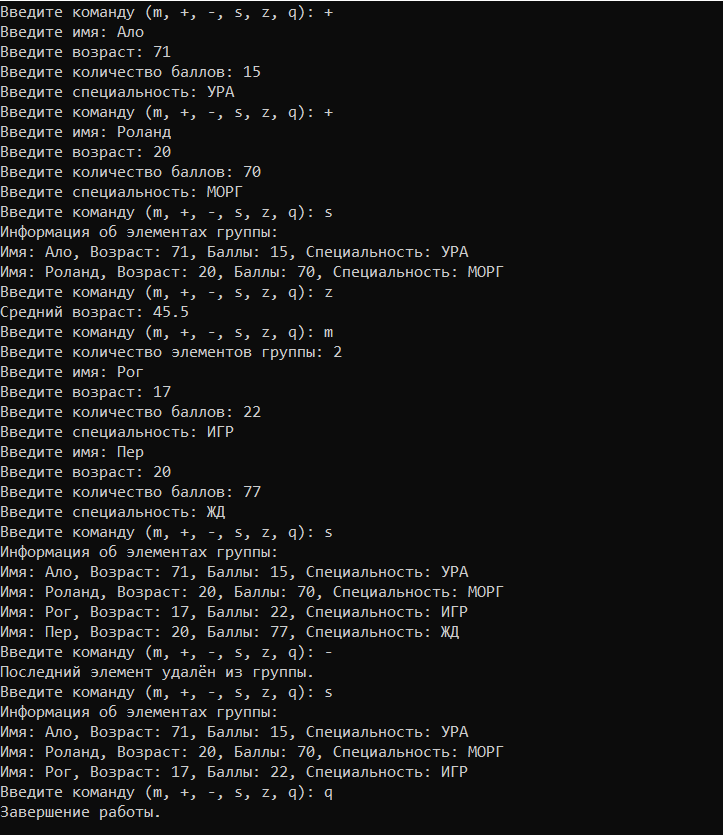 Введите команду (m, +, -, s, z, q): +
Введите имя: Ало
Введите возраст: 71
Введите количество баллов: 15
Введите специальность: УРА
Введите команду (m, +, -, s, z, q): +
Введите имя: Роланд
Введите возраст: 20
Введите количество баллов: 70
Введите специальность: МОРГ
Введите команду (m, +, -, s, z, q): s
Информация об элементах группы:
Имя: Ало, Возраст: 71, Баллы: 15, Специальность: УРА
Имя: Роланд, Возраст: 20, Баллы: 70, Специальность: МОРГ
Введите команду (m, +, -, s, z, q): z
Средний возраст: 45.5
Введите команду (m, +, -, s, z, q): m
Введите количество элементов группы: 2
Введите имя: Рог
Введите возраст: 17
Введите количество баллов: 22
Введите специальность: ИГР
Введите имя: Пер
Введите возраст: 20
Введите количество баллов: 77
Введите специальность: ЖД
Введите команду (m, +, -, s, z, q): s
Информация об элементах группы:
Имя: Ало, Возраст: 71, Баллы: 15, Специальность: УРА
Имя: Роланд, Возраст: 20, Баллы: 70, Специальность: МОРГ
Имя: Рог, Возраст: 17, Баллы: 22, Специальность: ИГР
Имя: Пер, Возраст: 20, Баллы: 77, Специальность: ЖД
Введите команду (m, +, -, s, z, q): -
Последний элемент удалён из группы.
Введите команду (m, +, -, s, z, q): s
Информация об элементах группы:
Имя: Ало, Возраст: 71, Баллы: 15, Специальность: УРА
Имя: Роланд, Возраст: 20, Баллы: 70, Специальность: МОРГ
Имя: Рог, Возраст: 17, Баллы: 22, Специальность: ИГР
Введите команду (m, +, -, s, z, q): q
Завершение работы.